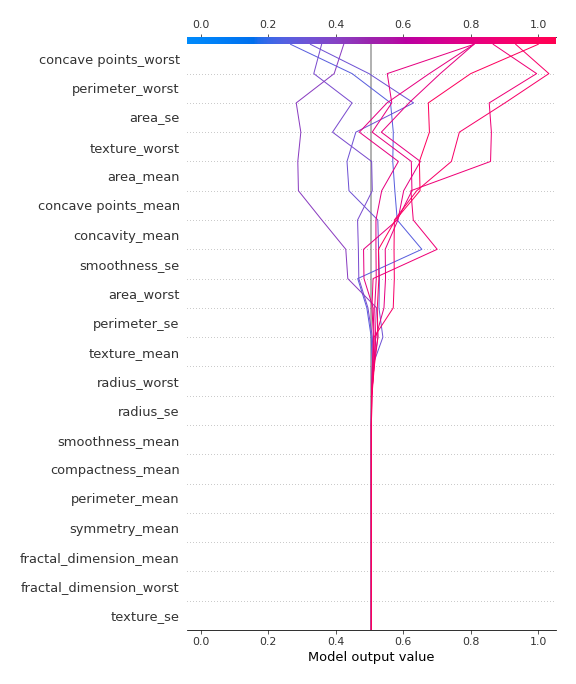 0.0 0.2 0.4 0.6 0.8 1.0
concave points_worst
perimeter_worst
area_se
texture_worst
area_mean
concave points_mean
concavity_mean
smoothness_se
area_worst
perimeter_se
texture_mean
radius_worst
radius_se
smoothness_mean
compactness_mean
perimeter_mean
symmetry_mean
fractal_dimension_mean
fractal_dimension_worst
texture_se
0.0 0.2 0.4 0.6 0.8 1.0
Model output value